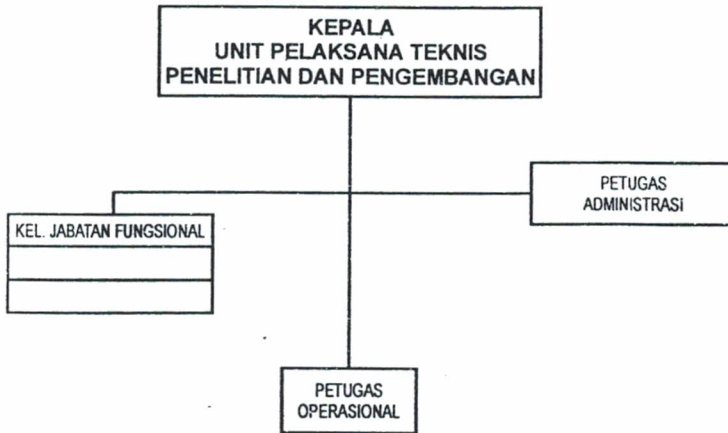 KEPALA
UNIT PELAKSANA TEKNIS
PENELITIAN DAN PENGEMBANGAN
PETUGAS
ADMINISTRASI
KEL. JABATAN FUNGSIONAL
PETUGAS
OPERASIONAL